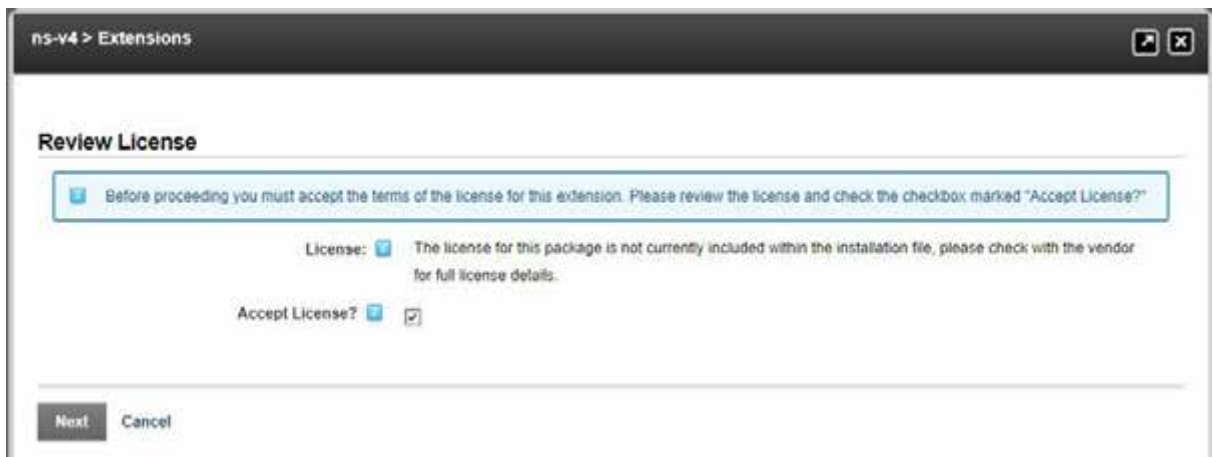 ns-v4 > Extensions
Review License
Before proceeding you must accept the terms of the license for this extension. Please review the license and check the checkbox marked "Accept License?"
License: The license for this package is not currently included within the installation file, please check with the vendor
for full license details.
Accept License?
Next Cancel